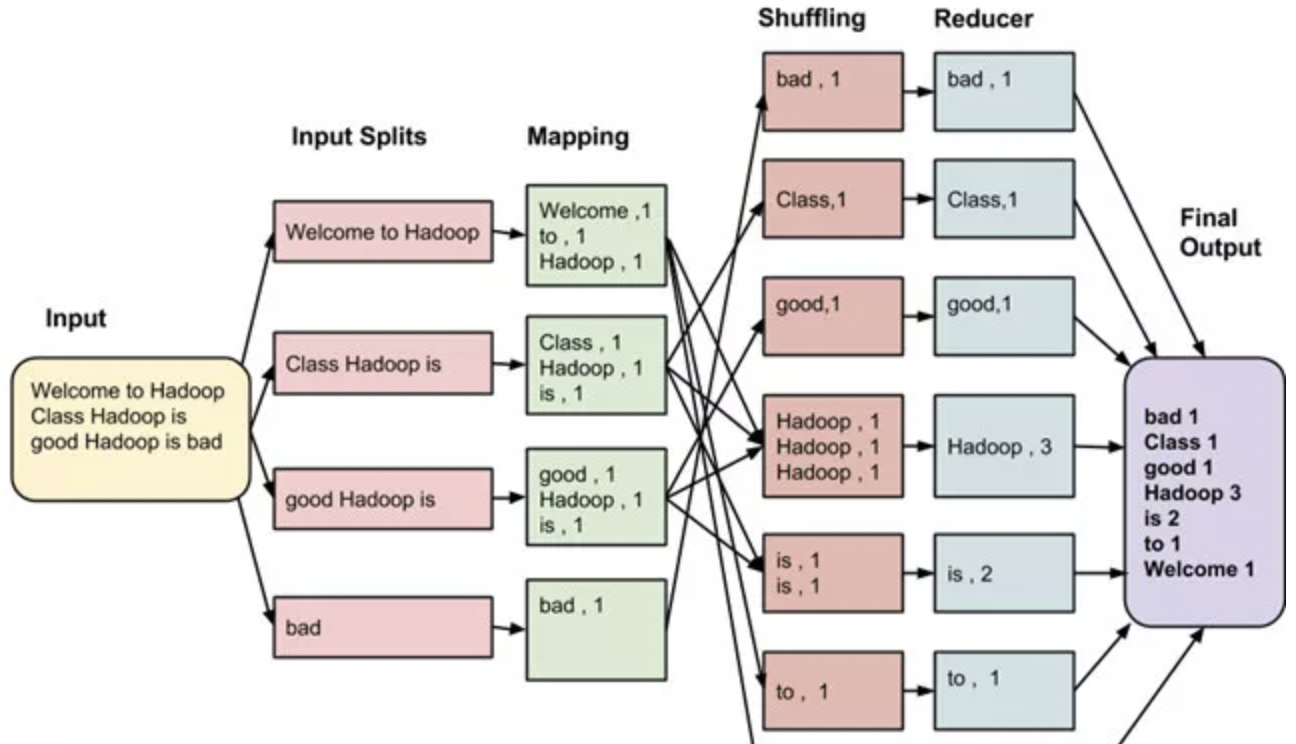 Shuffling
Reducer
Input Splits
Mapping
Final
Output
Input
Welcome to Hadoop
Class Hadoop is
good Hadoop is bad
Welcome to Hadoop
Class Hadoop is
good Hadoop is
bad
Welcome ,1
to , 1
Hadoop , 1
Class , 1
Hadoop , 1
is , 1
good , 1
Hadoop , 1
is , 1
bad , 1
bad , 1
Class,1
good,1
Hadoop , 1
Hadoop , 1
Hadoop , 1
is , 1
is , 1
to , 1
bad , 1
Class,1
good,1
Hadoop , 3
is , 2
to , 1
bad 1
Class 1
good 1
Hadoop 3
is 2
to 1
Welcome 1